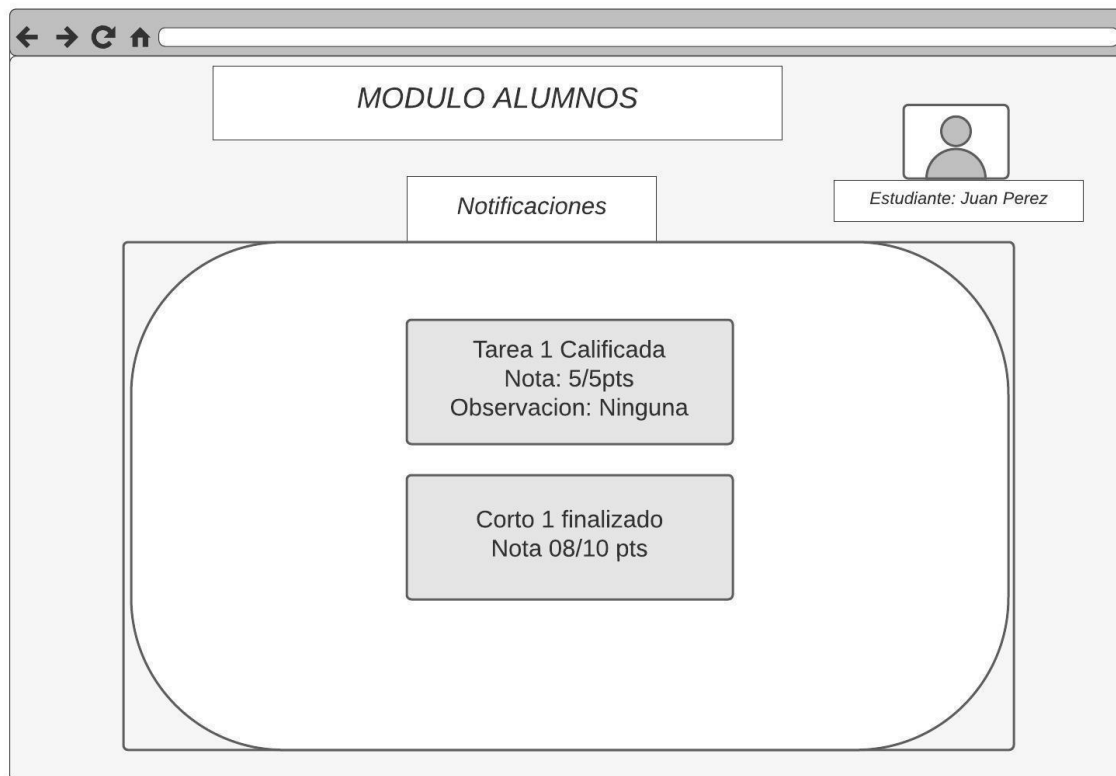 MODULO ALUMNOS
Estudiante: Juan Perez
Notificaciones
Tarea 1 Calificada
Nota: 5/5pts
Observacion: Ninguna
Corto 1 finalizado
Nota 08/10 pts